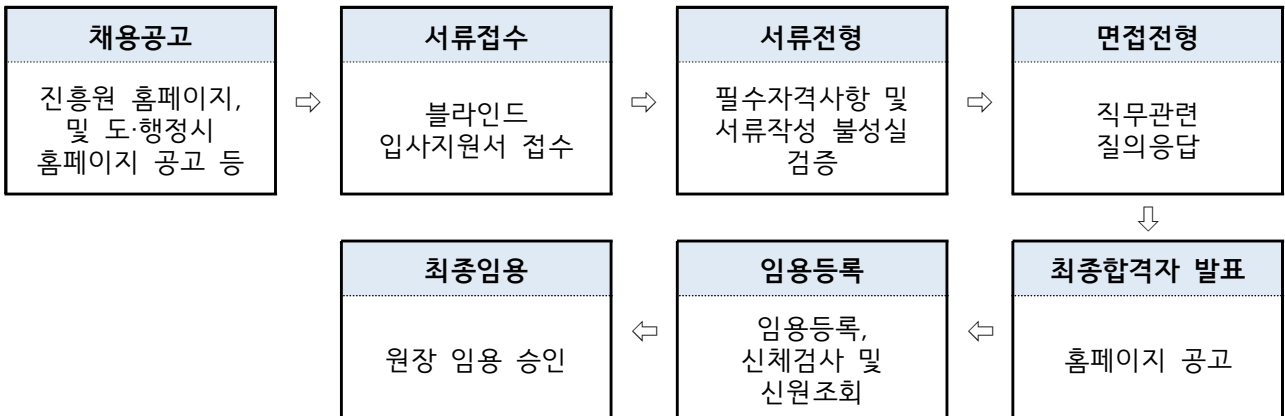 채용공고
진흥원 홈페이지,
및 도·행정시
홈페이지 공고 등
⇨
서류접수
블라인드
입사지원서 접수
⇨
서류전형
필수자격사항 및
서류작성 불성실
검증
⇨
면접전형
직무관련
질의응답
⇩
최종합격자 발표
홈페이지 공고
⇦
임용등록
임용등록,
신체검사 및
신원조회
⇦
최종임용
원장 임용 승인